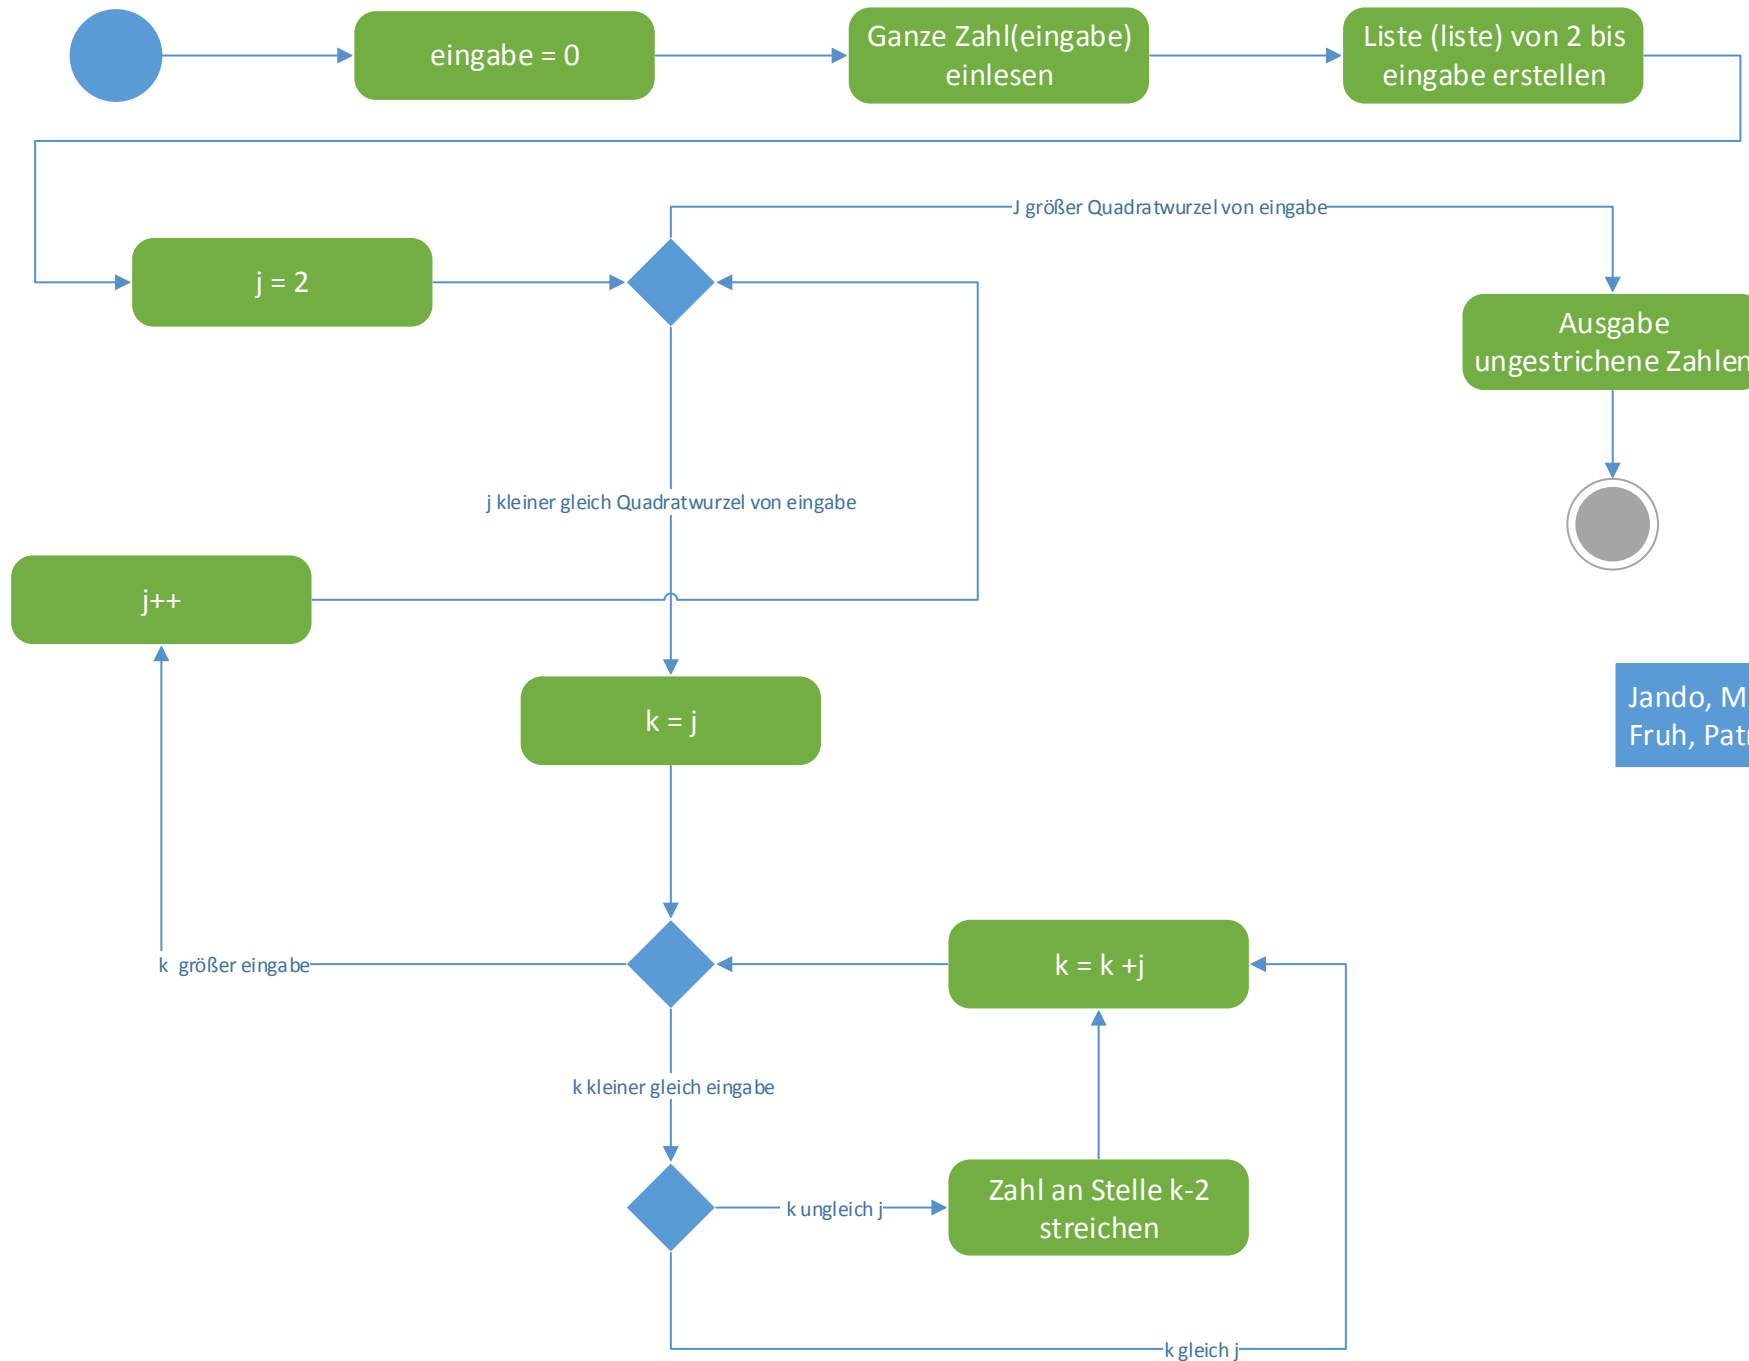 eingabe = 0
Ganze Zahl(eingabe)
einlesen
Liste (liste) von 2 bis
eingabe erstellen
J größer Quadratwurzel von eingabe
j = 2
Ausgabe
ungestrichene Zahlen
j kleiner gleich Quadratwurzel von eingabe
j++
k = j
Jando,
Fruh,
k größer eingabe
k = k +j
k kleiner gleich eingabe
Zahl an Stelle k-2
streichen
k ungleich j
k gleich j